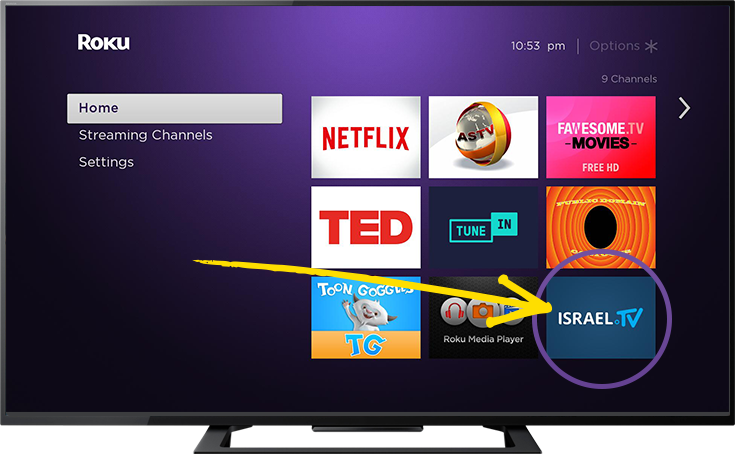 Roku
10:53 pm | Options
9 Channels
Home
Streaming Channels
Settings
NETFLIX
ASTV
FAWESOME.TV
-MOVIES-
FREE HD
TED
TUNE IN
PUBLIC DOMAIN
TOON GOGGLES
TG
Roku Media Player
ISRAEL.TV